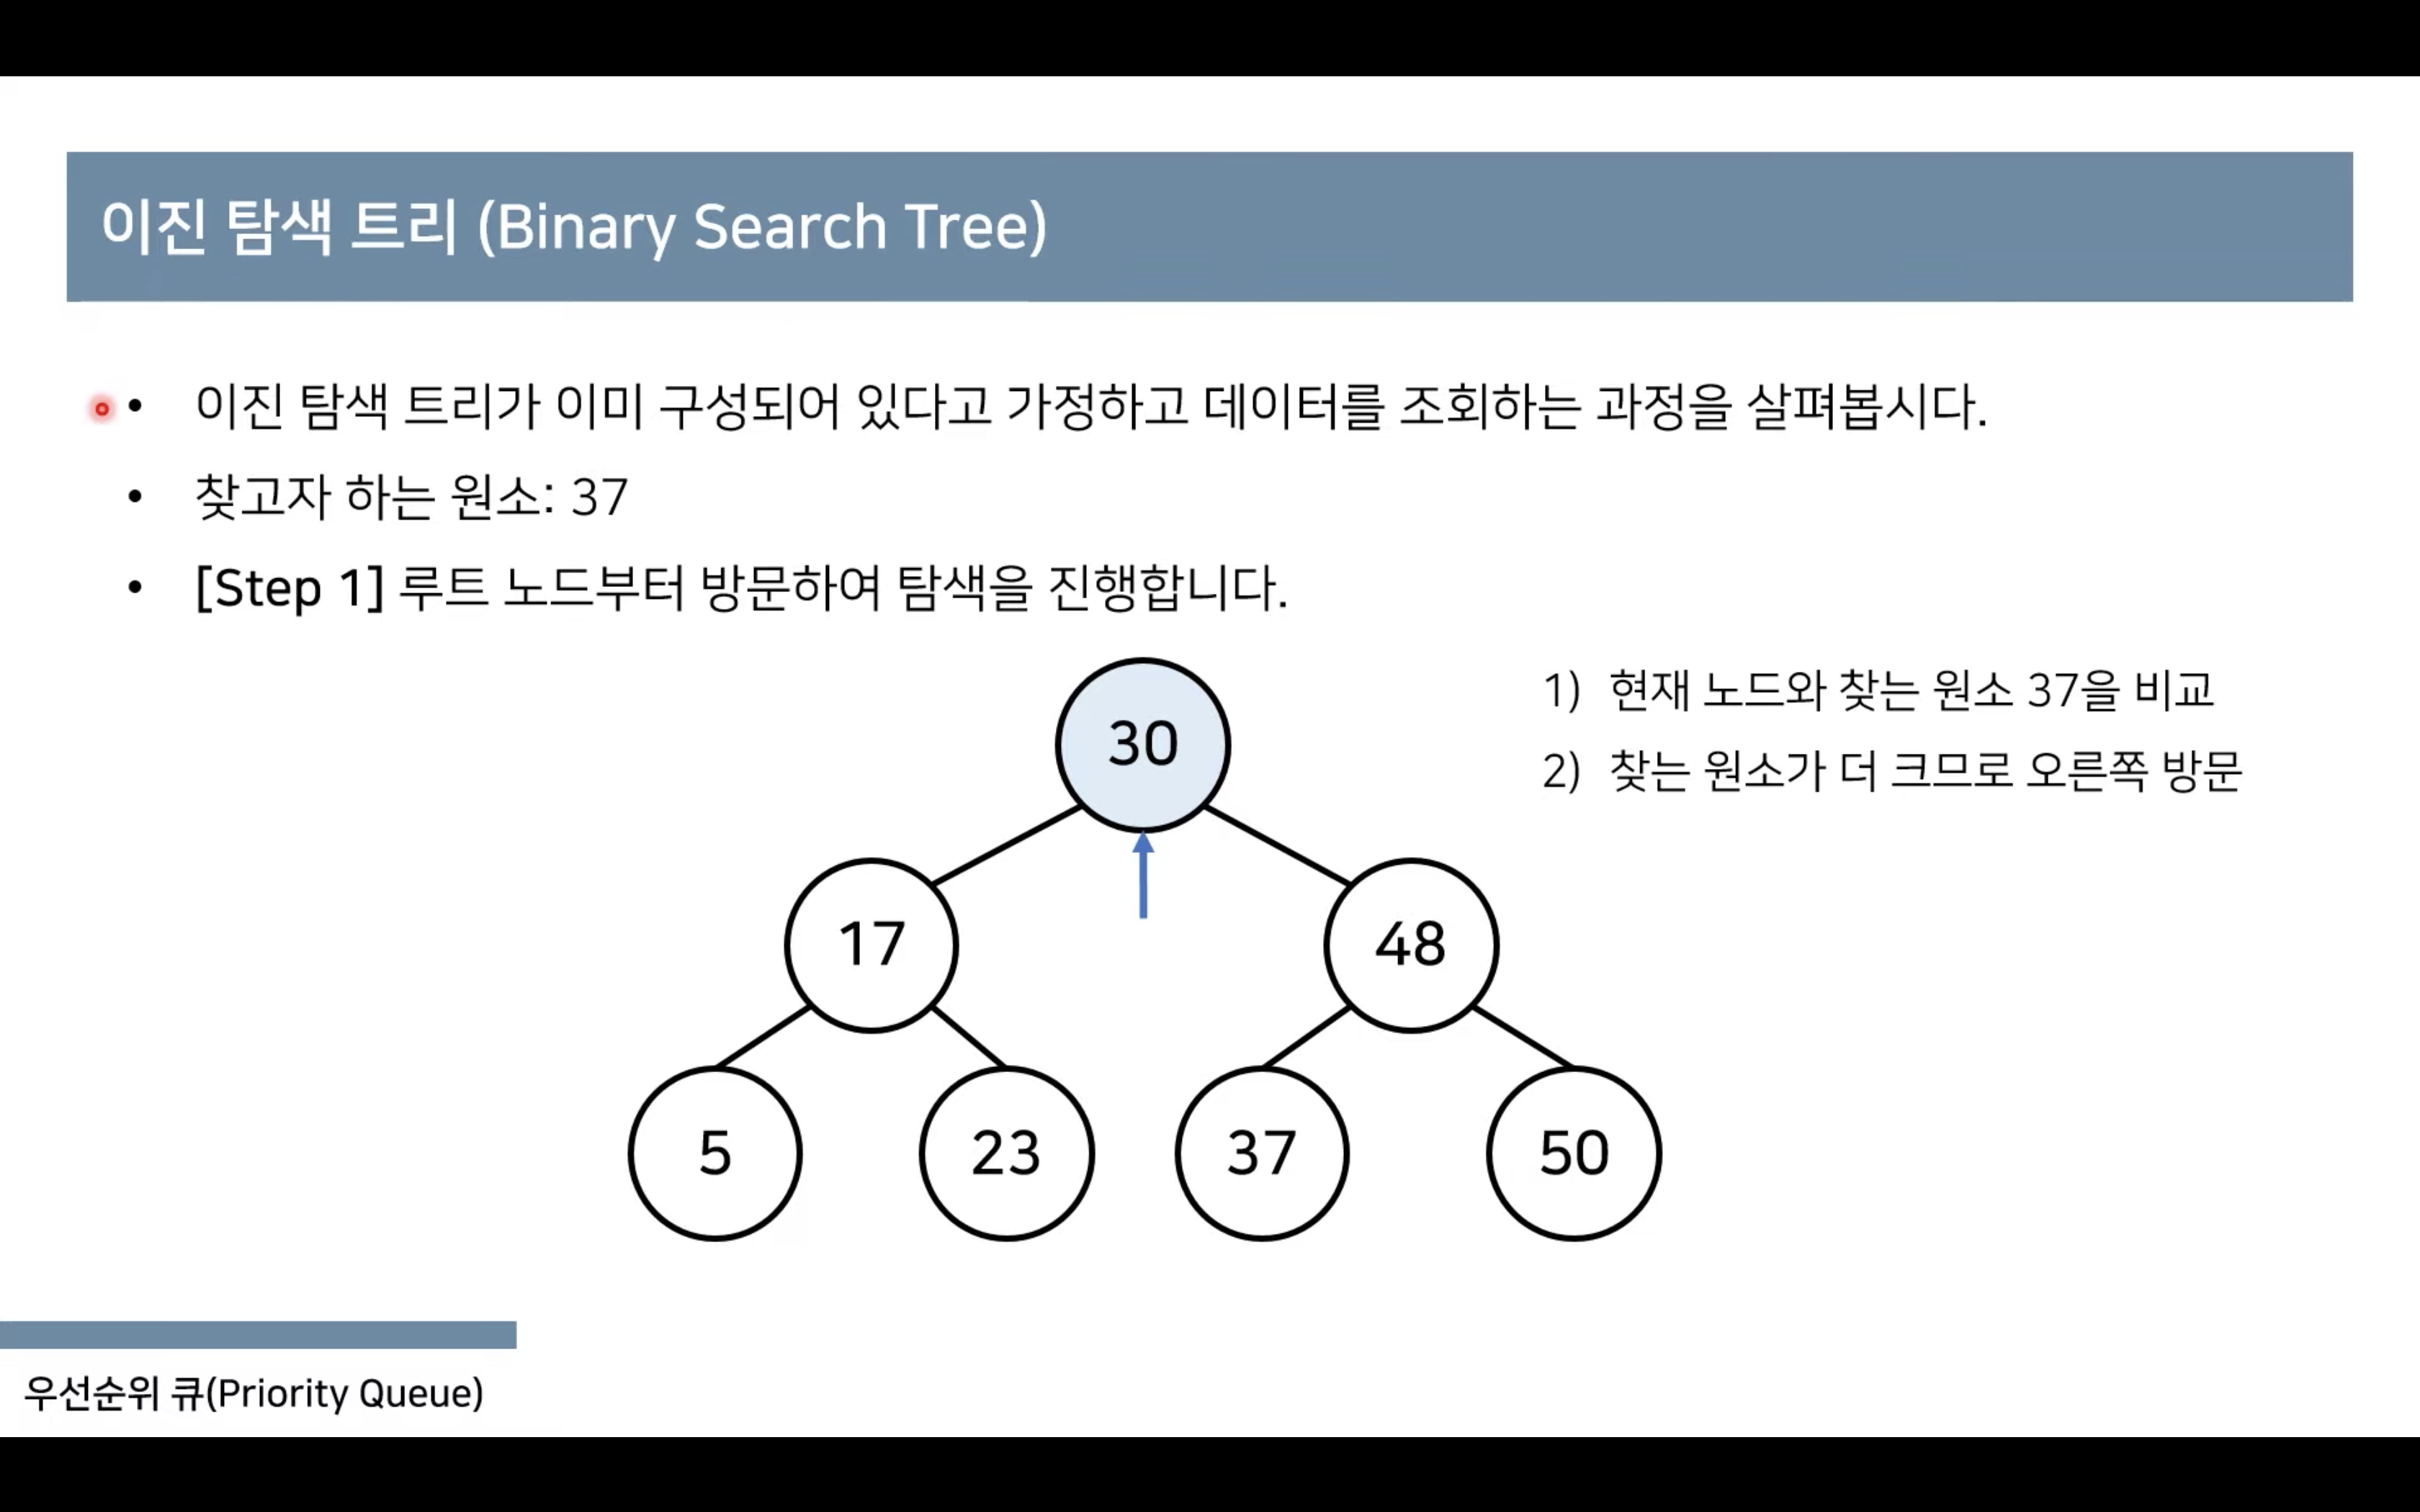 이진 탐색 트리 (Binary Search Tree)
• 이진 탐색 트리가 이미 구성되어 있다고 가정하고 데이터를 조회하는 과정을 살펴봅시다.
• 찾고자 하는 원소: 37
• [Step 1] 루트 노드부터 방문하여 탐색을 진행합니다.
1) 현재 노드와 찾는 원소 37을 비교
2) 찾는 원소가 더 크므로 오른쪽 방문
30
17 48
5 23 37 50
우선순위 큐(Priority Queue)